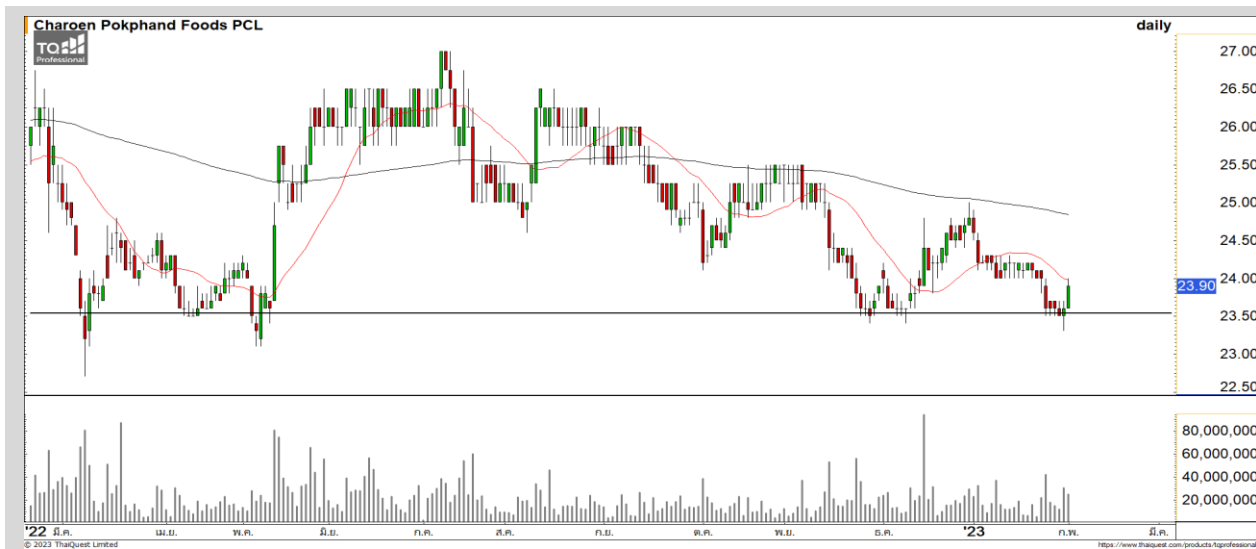 Charoen Pokphand Foods PCL
daily
TQ
Professional
27.00
26.50
26.00
25.50
25.00
24.50
24.00
23.90
23.50
23.00
22.50
80,000,000
60,000,000
40,000,000
20,000,000
'22 มี.ค. เม.ย. พ.ค. มิ.ย. ก.ค. ส.ค. ก.ย. ต.ค. พ.ย. ธ.ค. '23 ก.พ. มี.ค.
© 2023 ThaiQuest Limited
https://www.thaiquest.com/products/tqprofessional